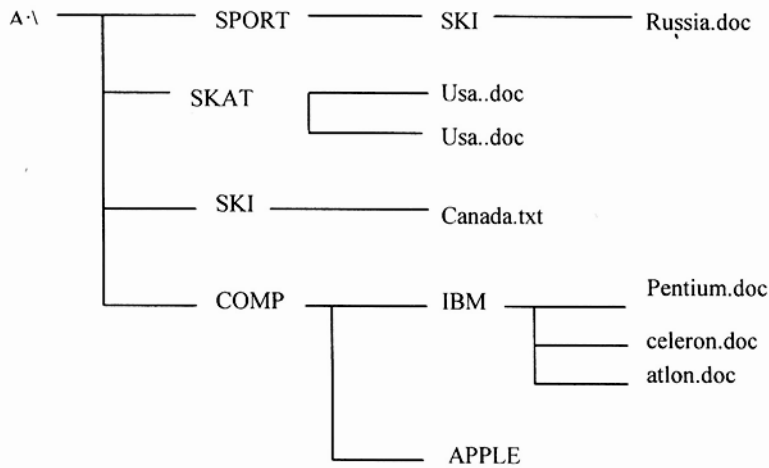 A·\ SPORT SKI Russia.doc
SKAT Usa..doc
Usa..doc
SKI Canada.txt
COMP IBM Pentium.doc
celeron.doc
atlon.doc
APPLE